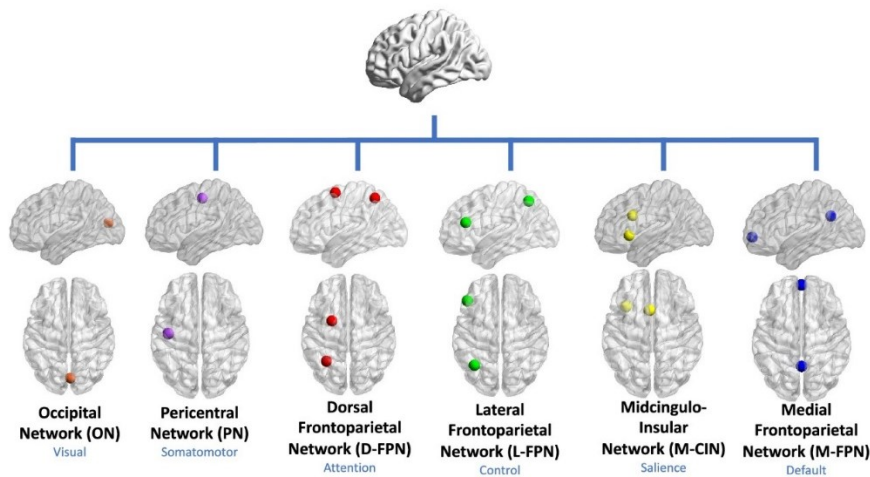 Occipital
Network (ON)
Visual
Pericentral
Network (PN)
Somatomotor
Dorsal
Frontoparietal
Network (D-FPN)
Attention
Lateral
Frontoparietal
Network (L-FPN)
Control
Midcingulo-
Insular
Network (M-CIN)
Salience
Medial
Frontoparietal
Network (M-FPN)
Default